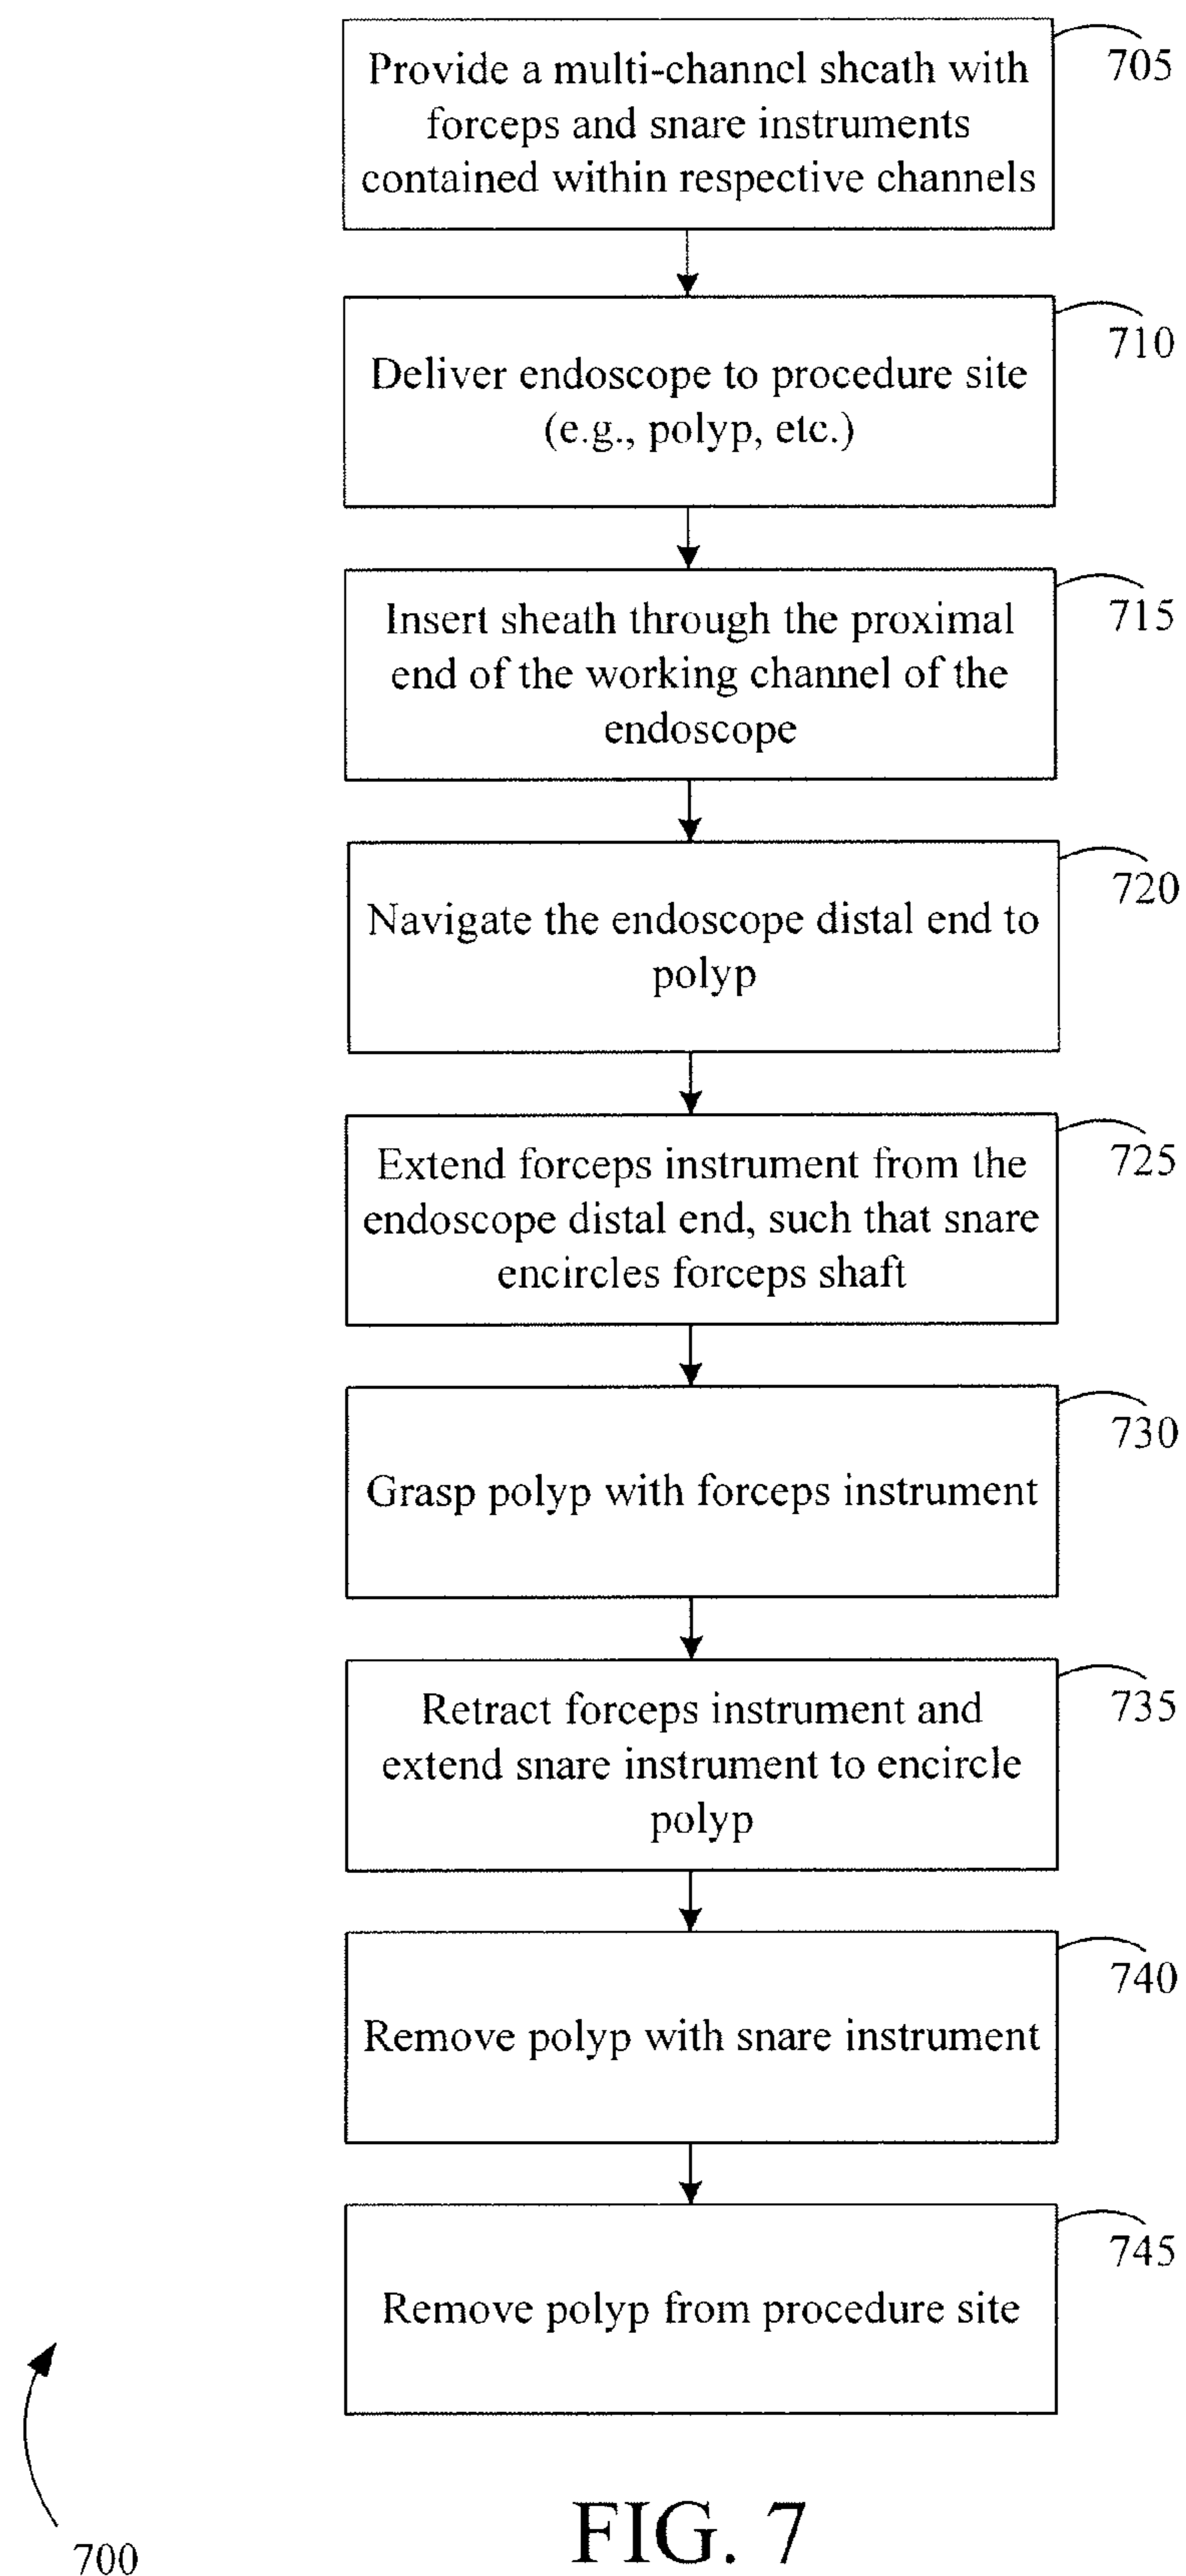 Provide a multi-channel sheath with
forceps and snare instruments
contained within respective channels
705
Deliver endoscope to procedure site
(e.g., polyp, etc.)
710
Insert sheath through the proximal
end of the working channel of the
endoscope
715
Navigate the endoscope distal end to
polyp
720
Extend forceps instrument from the
endoscope distal end, such that snare
encircles forceps shaft
725
Grasp polyp with forceps instrument
730
Retract forceps instrument and
extend snare instrument to encircle
polyp
735
Remove polyp with snare instrument
740
Remove polyp from procedure site
745
700
FIG. 7